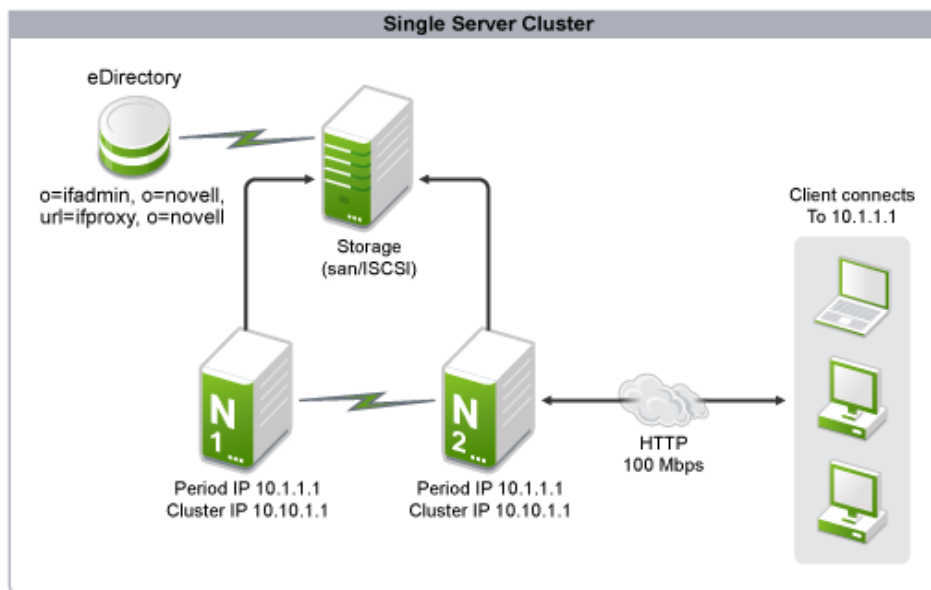 Single Server Cluster
eDirectory
o=ifadmin, o=novell,
url=ifproxy, o=novell
Storage
(san/ISCSI)
Client connects
To 10.1.1.1
N
1
N
2
HTTP
100 Mbps
Period IP 10.1.1.1
Cluster IP 10.10.1.1
Period IP 10.1.1.1
Cluster IP 10.10.1.1